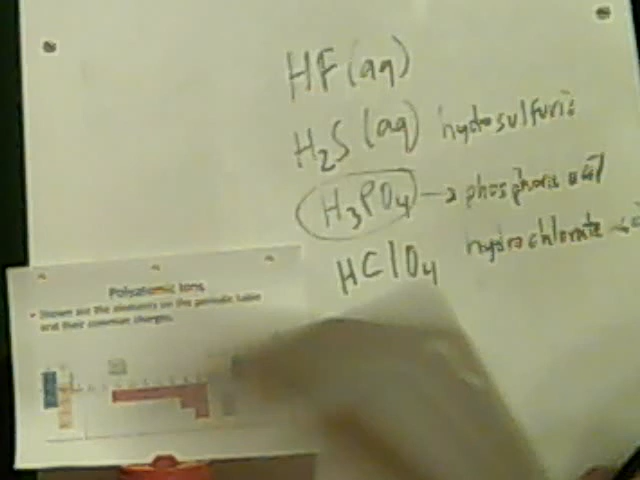 HF(aq)
H2S (aq) hydrosulfuric
H3PO4 → phosphoric acid
HClO4 hydrochlorate
Polyatomic Ions
Shown are the elements on the periodic table
and their common charges.